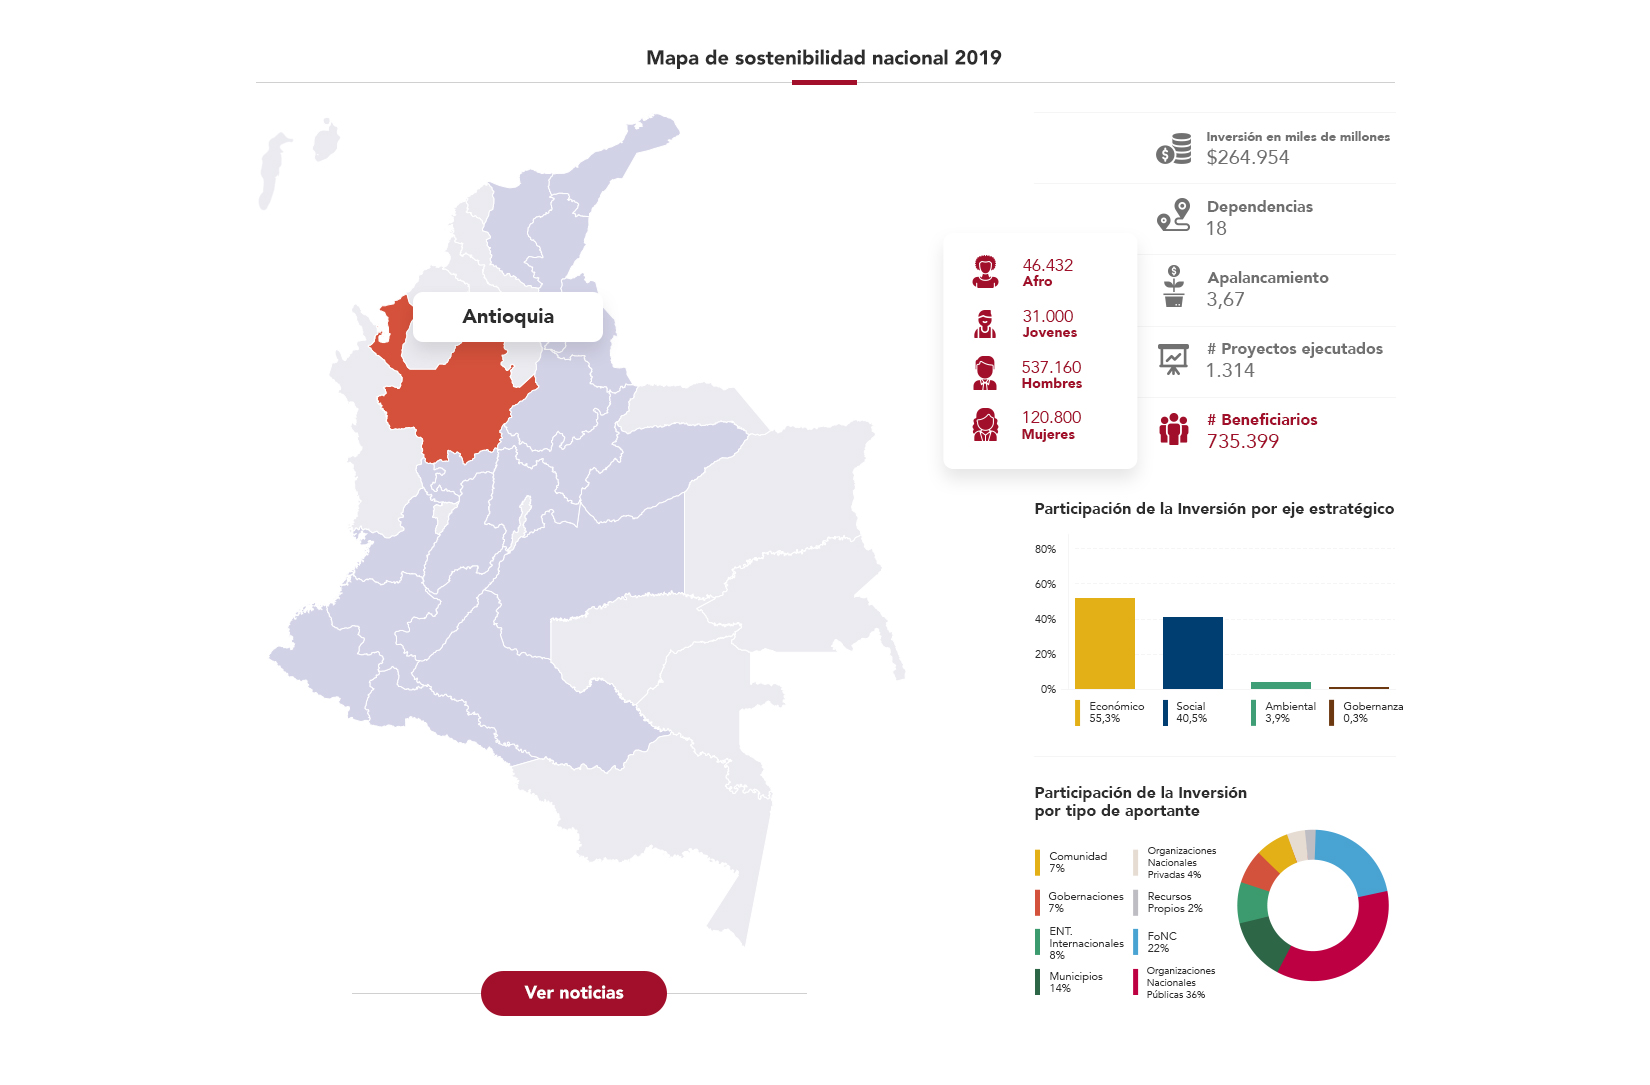 Mapa de sostenibilidad nacional 2019
Antioquia
Ver noticias
Inversión en miles de millones
$264.954
Dependencias
18
Apalancamiento
3,67
# Proyectos ejecutados
1.314
# Beneficiarios
735.399
46.432
Afro
31.000
Jovenes
537.160
Hombres
120.800
Mujeres
Participación de la Inversión por eje estratégico
80%
60%
40%
20%
0%
Económico
55,3%
Social
40,5%
Ambiental
3,9%
Gobernanza
0,3%
Participación de la Inversión
por tipo de aportante
Comunidad
7%
Gobernaciones
7%
ENT.
Internacionales
8%
Municipios
14%
Organizaciones
Nacionales
Privadas 4%
Recursos
Propios 2%
FoNC
22%
Organizaciones
Nacionales
Públicas 36%